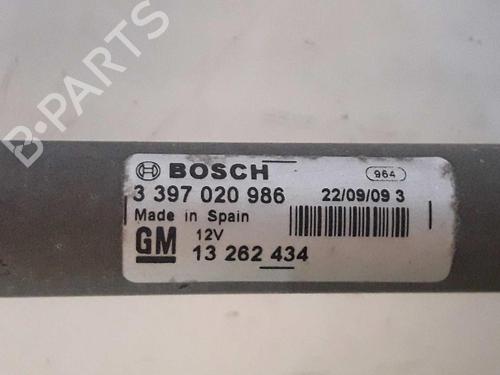 B-PARTS
BOSCH
964
3 397 020 986
22/09/09 3
Made in Spain
GM
12V
13 262 434